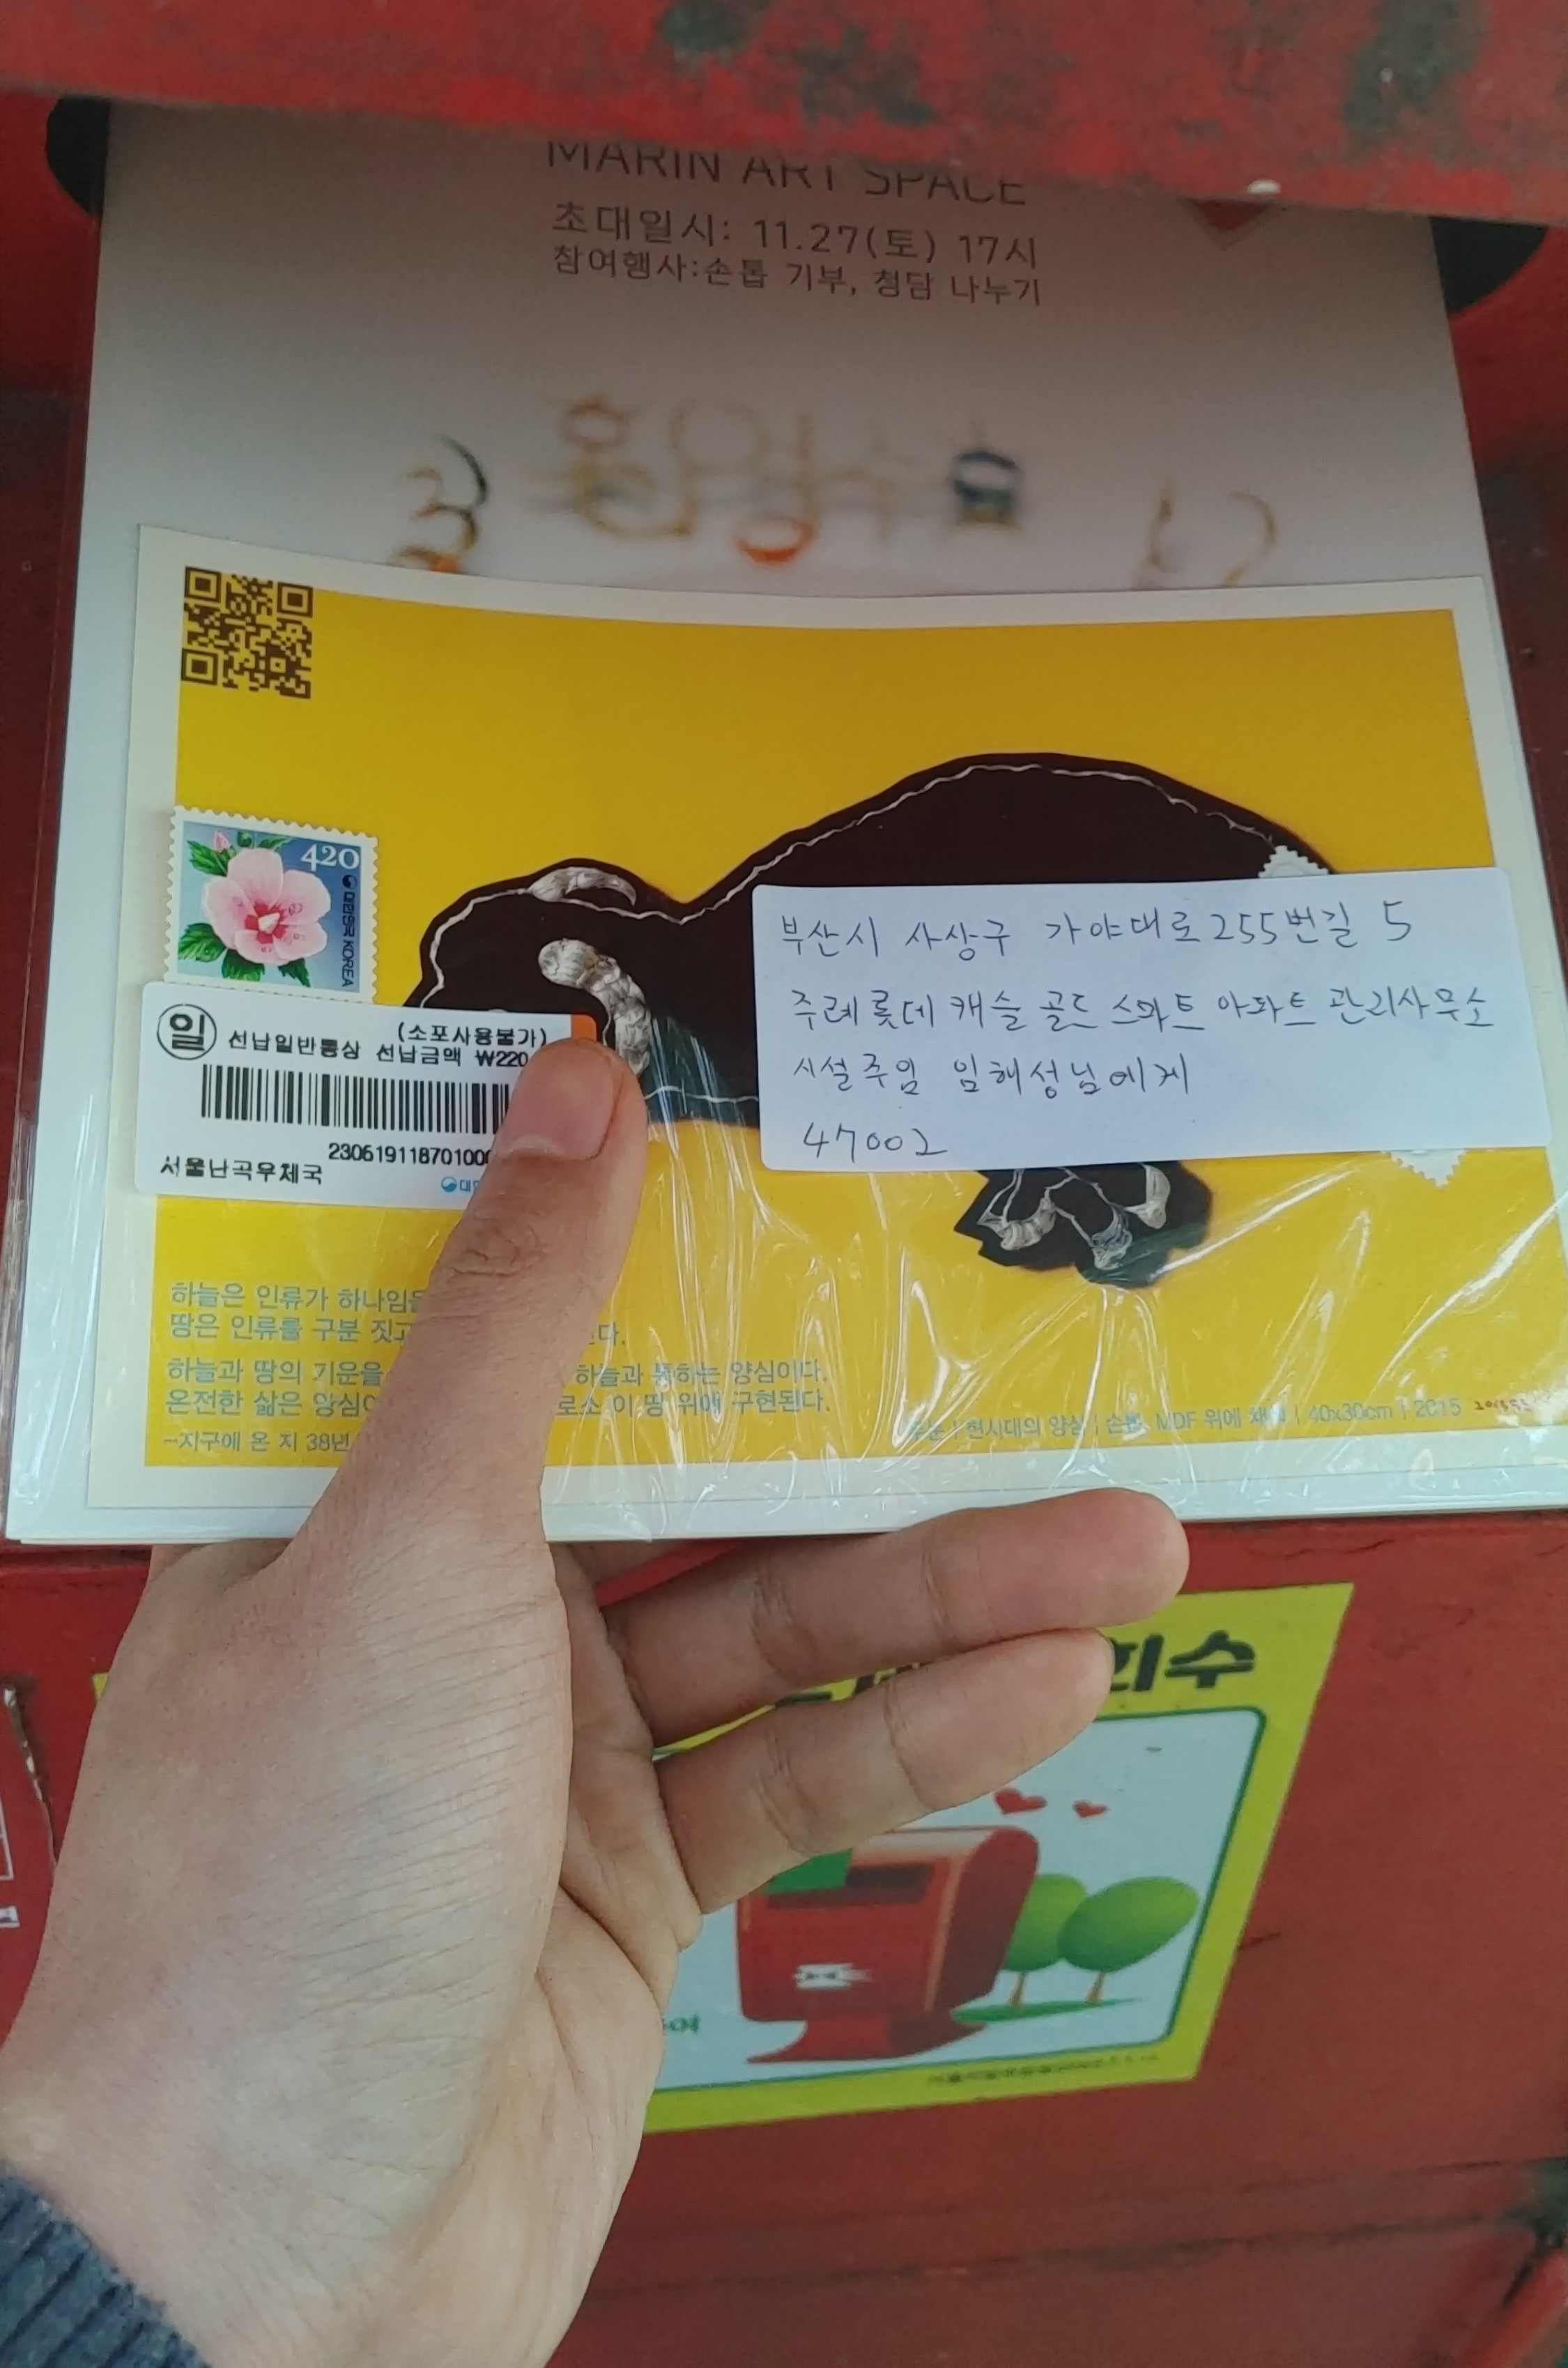 MARIN ART SPACE
초대일시: 11.27(토) 17시
참여행사:손톱 기부, 청담 나누기
420
대한민국 KOREA
일 선납일반통상 (소포사용불가)
선납금액 ₩220
230619118701000
서울난곡우체국
부산시 사상구 가야대로255번길 5
주례롯데 캐슬 골드 스마트 아파트 관리사무소
시설주임 임해성님에게
47002
하늘은 인류가 하나임을
땅은 인류를 구분 짓고
하늘과 땅의 기운을 하늘과 통하는 양심이다.
온전한 삶은 양심이 로소 이 땅 위에 구현된다.
--지구에 온 지 38년
현시대의 양심 | 손톱, MDF 위에 채색 | 40x30cm | 2015
회수